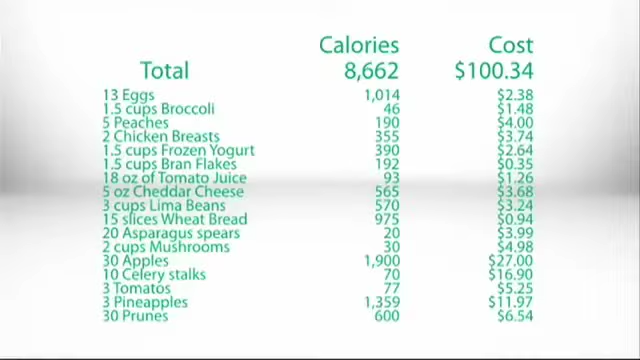 Calories Cost
Total 8,662 $100.34
13 Eggs 1,014 $2.38
1.5 cups Broccoli 46 $1.48
5 Peaches 190 $4.00
2 Chicken Breasts 355 $3.74
1.5 cups Frozen Yogurt 390 $2.64
1.5 cups Bran Flakes 192 $0.35
18 oz of Tomato Juice 93 $1.26
5 oz Cheddar Cheese 565 $3.68
3 cups Lima Beans 570 $3.24
15 slices Wheat Bread 975 $0.94
20 Asparagus spears 20 $3.99
2 cups Mushrooms 30 $4.98
30 Apples 1,900 $27.00
10 Celery stalks 70 $16.90
3 Tomatos 77 $5.25
3 Pineapples 1,359 $11.97
30 Prunes 600 $6.54